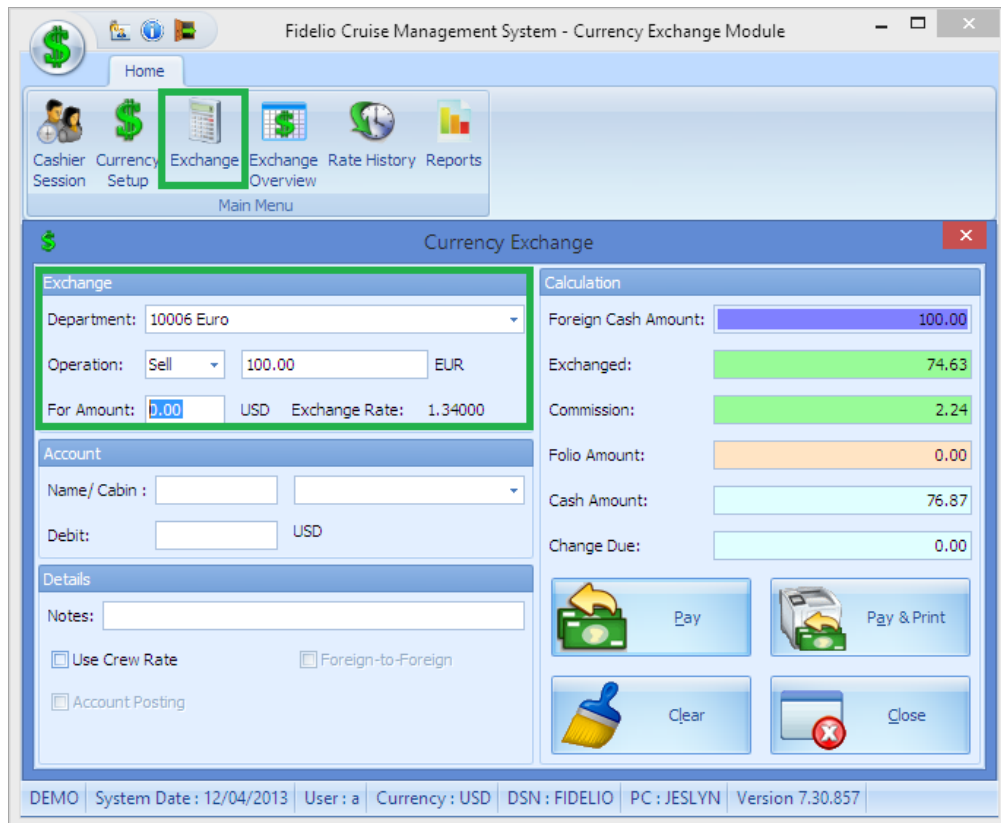 Fidelio Cruise Management System - Currency Exchange Module
Home
Cashier Session
Currency Setup
Exchange
Exchange Overview
Rate History
Reports
Main Menu
Currency Exchange
Exchange
Department: 10006 Euro
Operation: Sell 100.00 EUR
For Amount: 0.00 USD Exchange Rate: 1.34000
Account
Name/ Cabin :
Debit: USD
Details
Notes:
Use Crew Rate Foreign-to-Foreign
Account Posting
Calculation
Foreign Cash Amount: 100.00
Exchanged: 74.63
Commission: 2.24
Folio Amount: 0.00
Cash Amount: 76.87
Change Due: 0.00
Pay Pay & Print
Clear Close
DEMO System Date : 12/04/2013 User : a Currency : USD DSN : FIDELIO PC : JESLYN Version 7.30.857